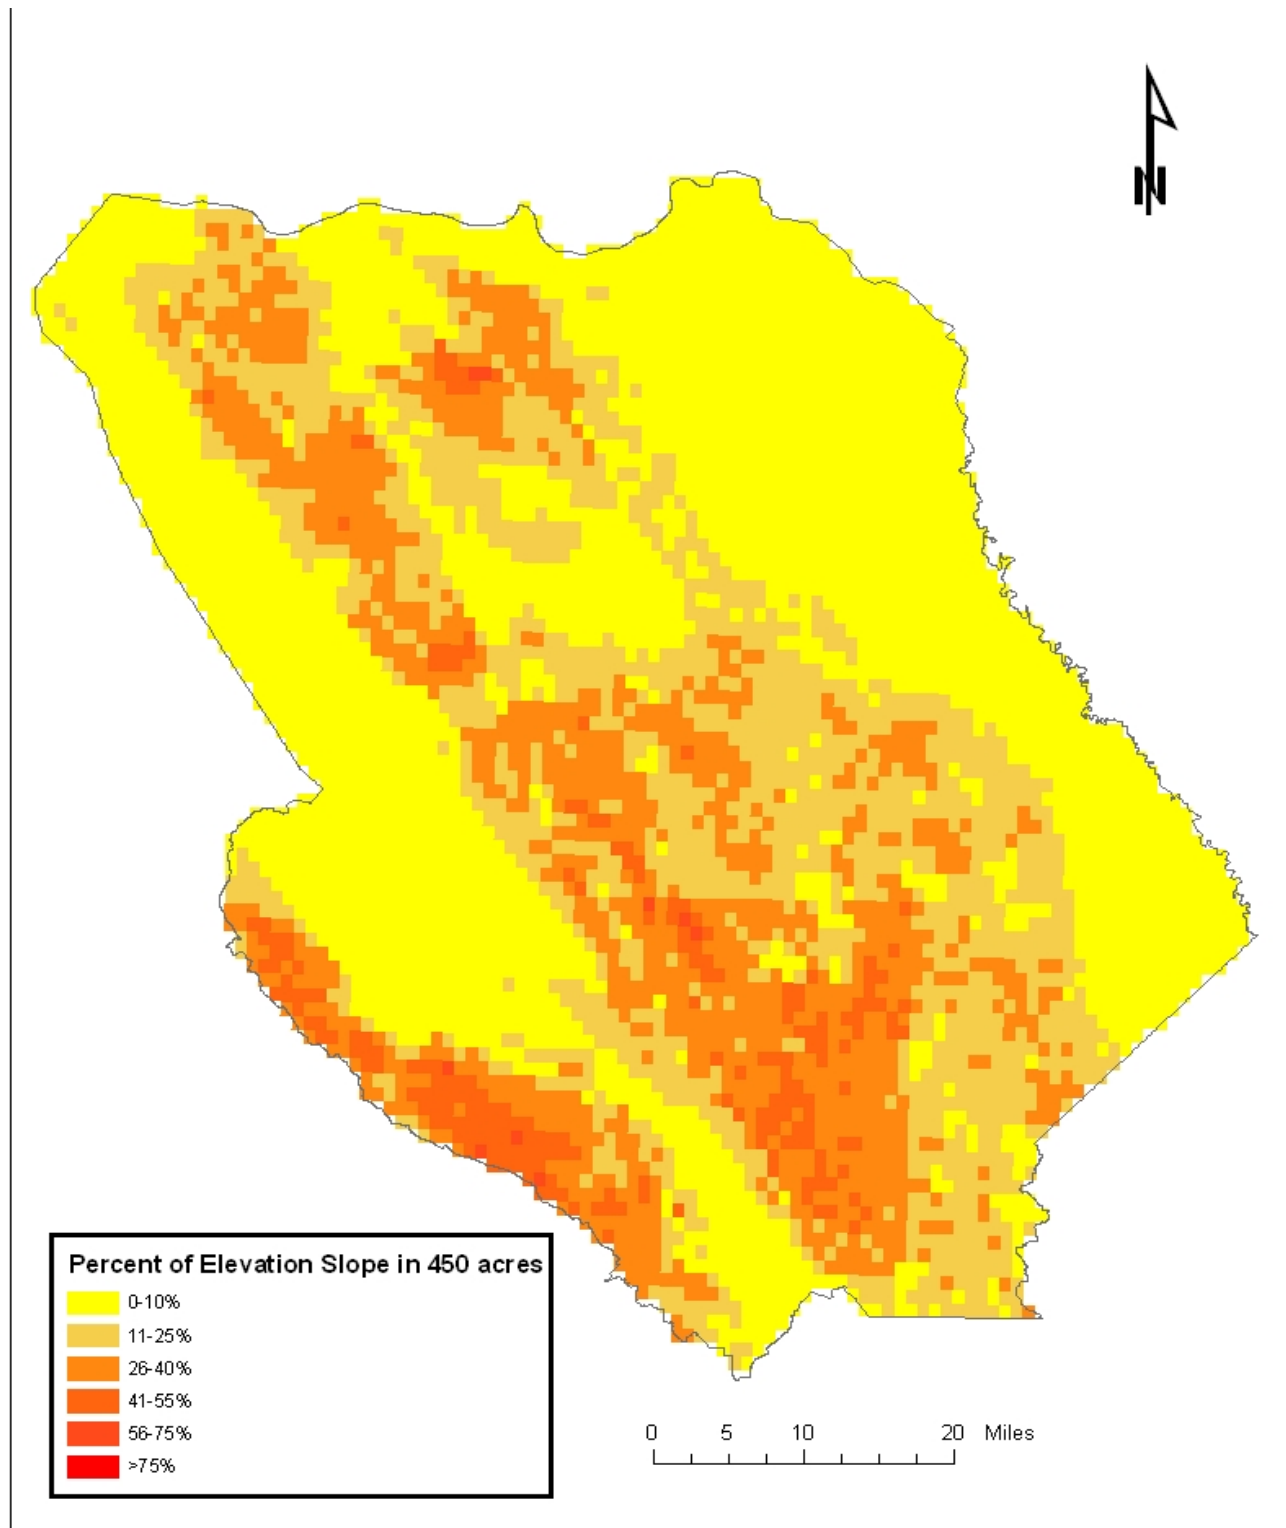 N
Percent of Elevation Slope in 450 acres
0-10%
11-25%
26-40%
41-55%
56-75%
>75%
0 5 10 20 Miles